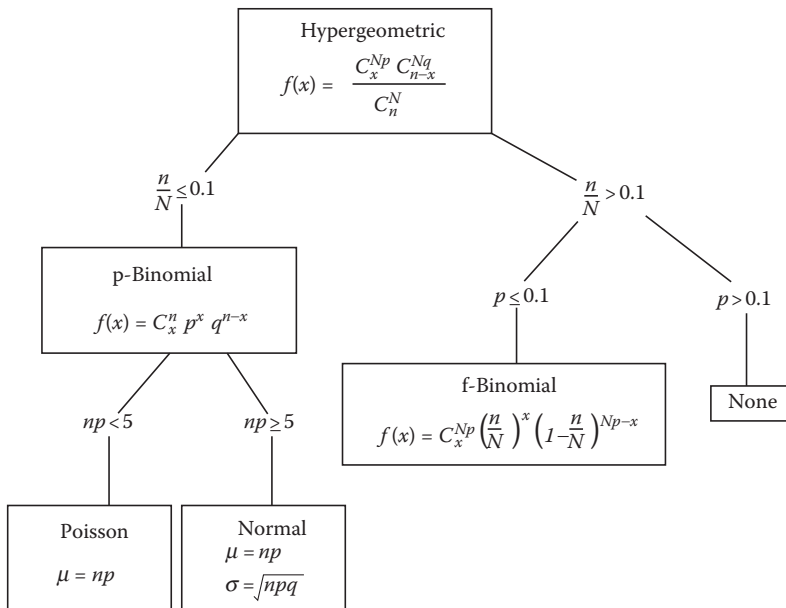 Hypergeometric
f(x) = C_x^{Np} C_{n-x}^{Nq} / C_n^N
n/N ≤ 0.1
n/N > 0.1
p-Binomial
f(x) = C_x^n p^x q^{n-x}
p ≤ 0.1
p > 0.1
f-Binomial
f(x) = C_x^{Np} (n/N)^x (1-n/N)^{Np-x}
None
np < 5
np ≥ 5
Poisson
μ = np
Normal
μ = np
σ = √npq